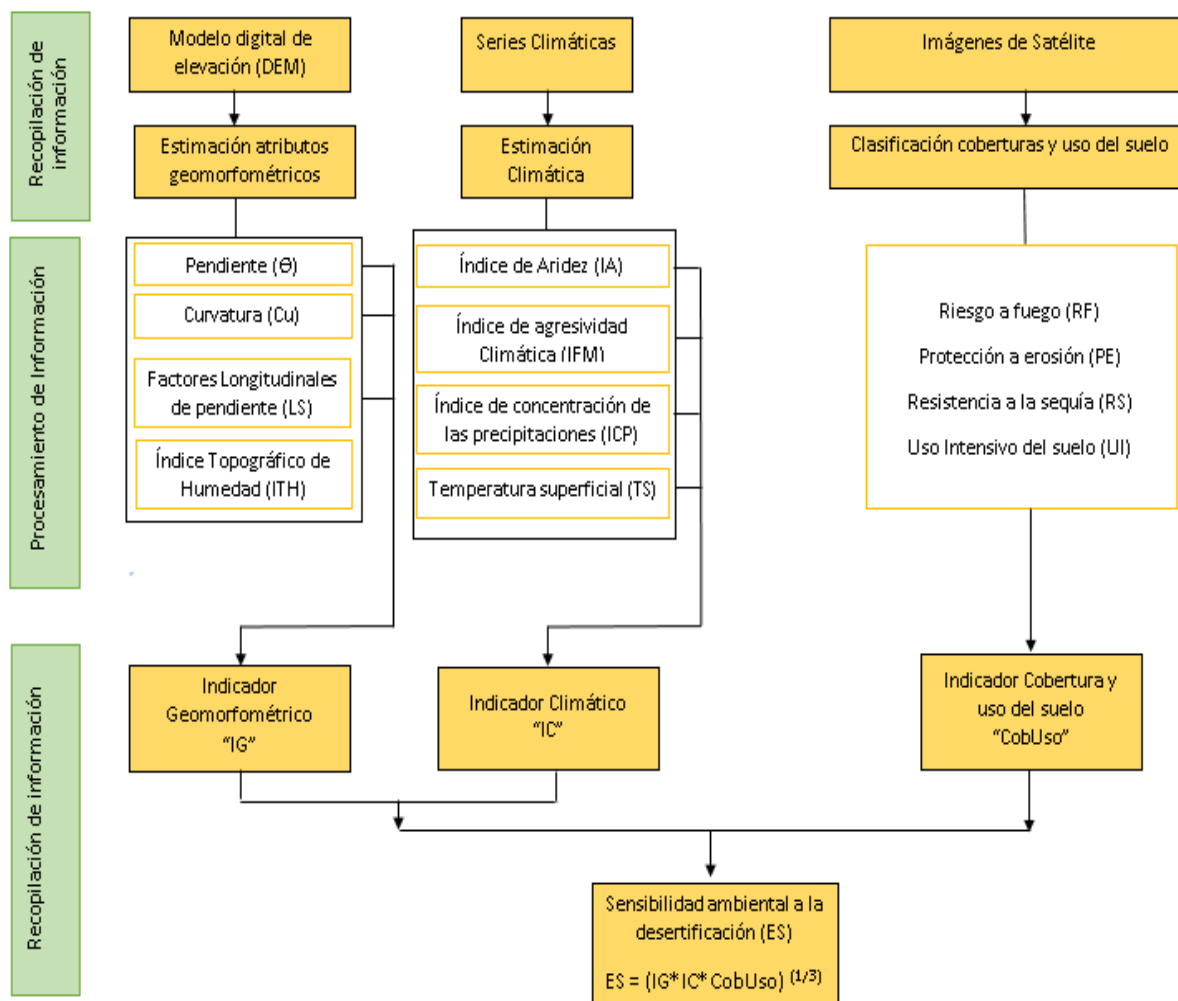 Recopilación de
información
Modelo digital de
elevación (DEM)
Series Climáticas
Imágenes de Satélite
Estimación atributos
geomorfométricos
Estimación
Climática
Clasificación coberturas y uso del suelo
Procesamiento de Información
Pendiente (Ө)
Curvatura (Cu)
Factores Longitudinales
de pendiente (LS)
Índice Topográfico de
Humedad (ITH)
Índice de Aridez (IA)
Índice de agresividad
Climática (IFM)
Índice de concentración de
las precipitaciones (ICP)
Temperatura superficial (TS)
Riesgo a fuego (RF)
Protección a erosión (PE)
Resistencia a la sequía (RS)
Uso Intensivo del suelo (UI)
Recopilación de información
Indicador
Geomorfométrico
“IG”
Indicador Climático
“IC”
Indicador Cobertura y
uso del suelo
“CobUso”
Sensibilidad ambiental a la
desertificación (ES)
ES = (IG* IC* CobUso) (1/3)